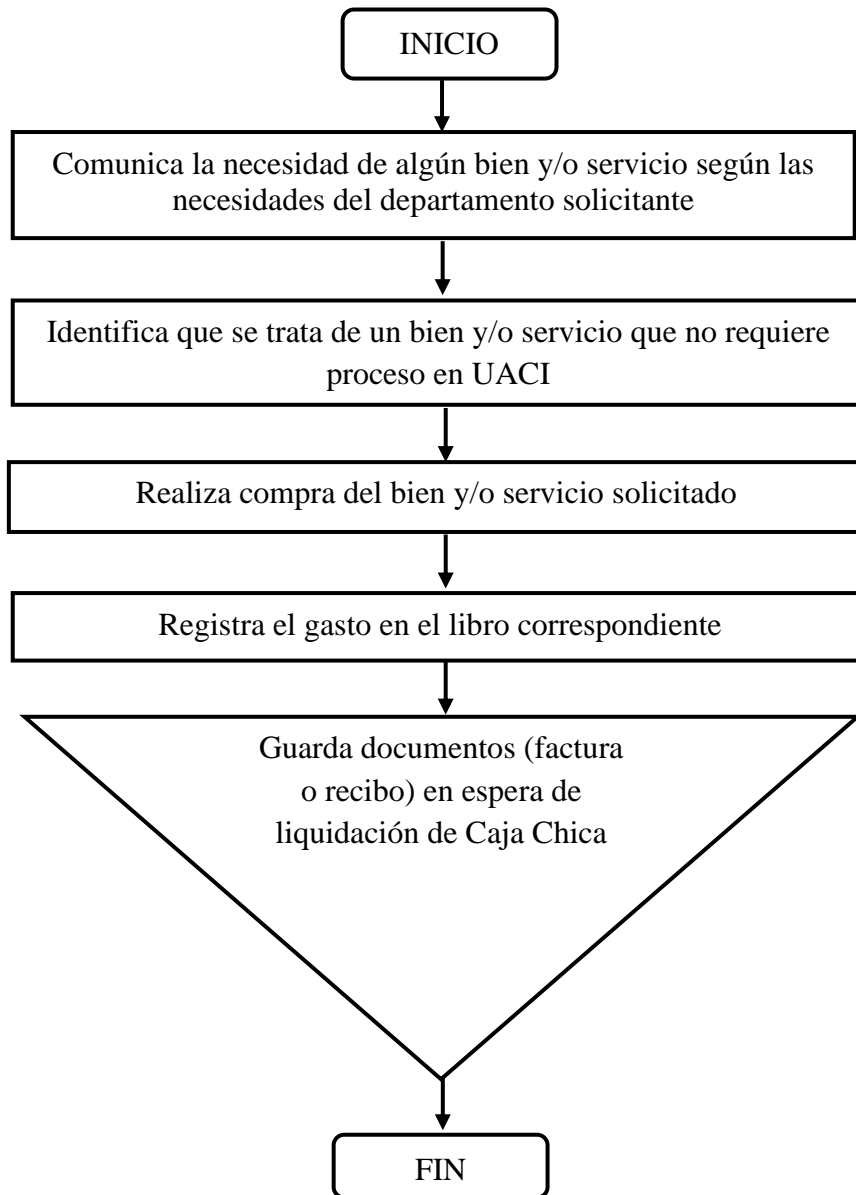 INICIO
Comunica la necesidad de algún bien y/o servicio según las
necesidades del departamento solicitante
Identifica que se trata de un bien y/o servicio que no requiere
proceso en UACI
Realiza compra del bien y/o servicio solicitado
Registra el gasto en el libro correspondiente
Guarda documentos (factura
o recibo) en espera de
liquidación de Caja Chica
FIN